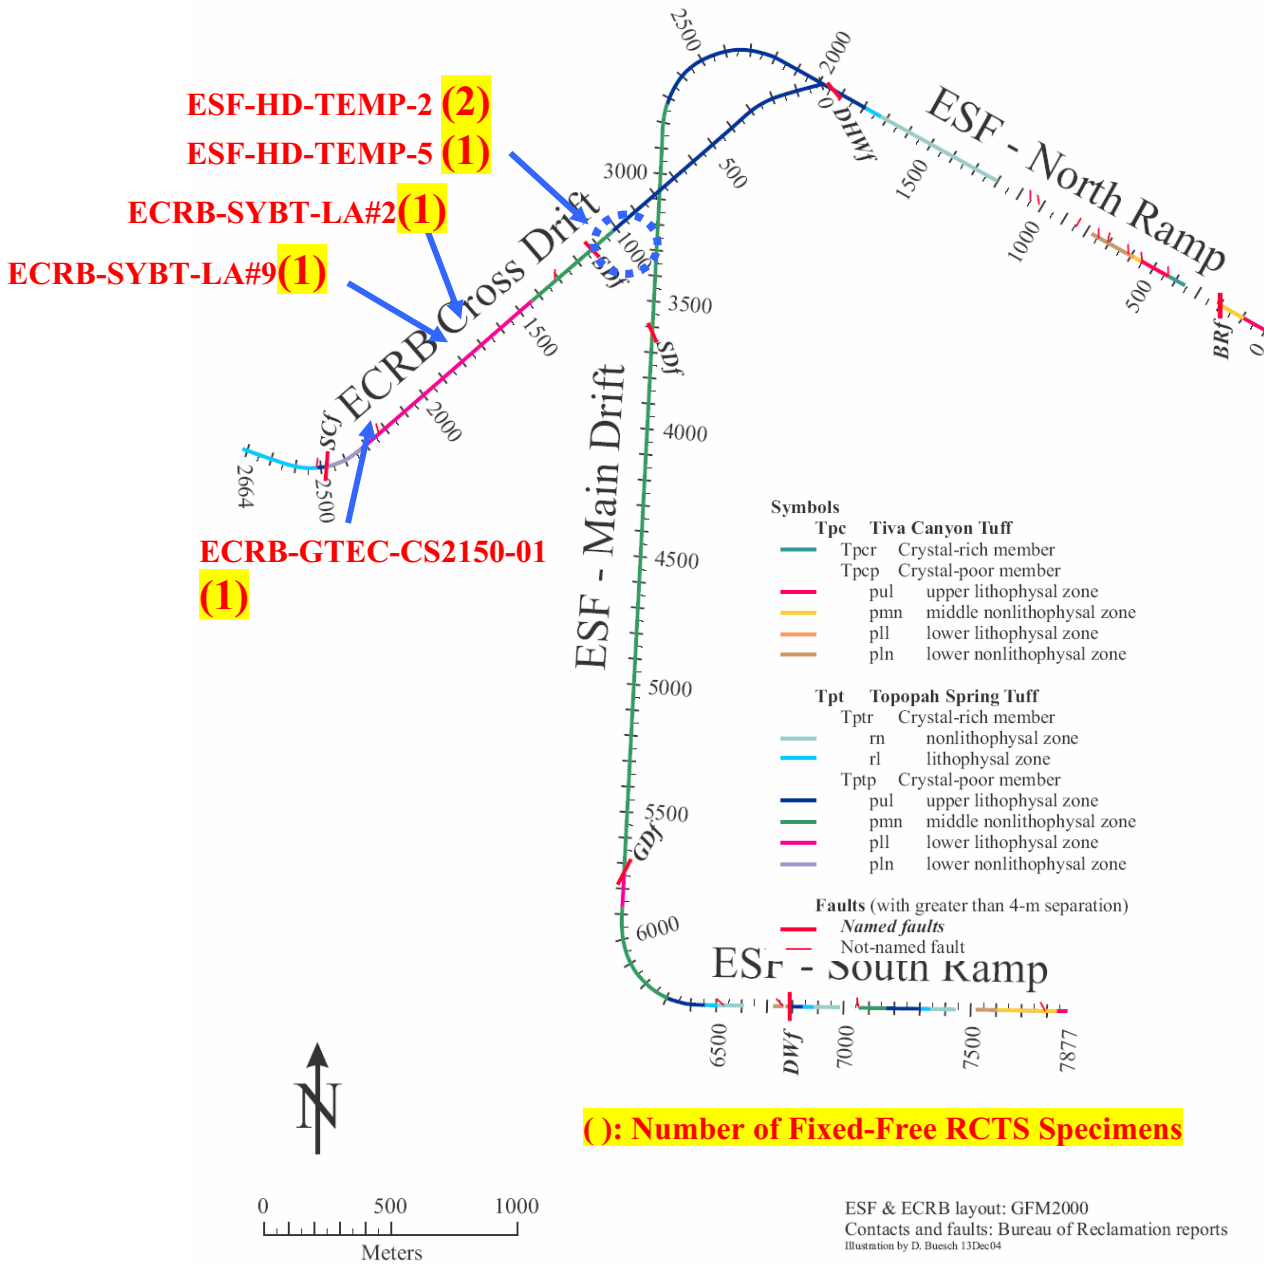 2500
2000
ESF-HD-TEMP-2 (2)
ESF-HD-TEMP-5 (1)
0
DHWf
ESF - North Ramp
500
1500
3000
1000
ECRB-SYBT-LA#2(1)
ECRB-SYBT-LA#9(1)
ECRB Cross Drift
1000
SDf
500
BRf
0
3500
1500
SDf
2000
4000
SCf
2664
2500
ESF - Main Drift
ECRB-GTEC-CS2150-01
(1)
4500
5000
5500
GDf
6000
Symbols
Tpc Tiva Canyon Tuff
Tpcr Crystal-rich member
Tpcp Crystal-poor member
pul upper lithophysal zone
pmn middle nonlithophysal zone
pll lower lithophysal zone
pln lower nonlithophysal zone
Tpt Topopah Spring Tuff
Tptr Crystal-rich member
rn nonlithophysal zone
rl lithophysal zone
Tptp Crystal-poor member
pul upper lithophysal zone
pmn middle nonlithophysal zone
pll lower lithophysal zone
pln lower nonlithophysal zone
Faults (with greater than 4-m separation)
Named faults
Not-named fault
ESF - South Ramp
6500
DWf
7000
7500
7877
N
( ): Number of Fixed-Free RCTS Specimens
0 500 1000
Meters
ESF & ECRB layout: GFM2000
Contacts and faults: Bureau of Reclamation reports
Illustration by D. Buesch 13Dec04